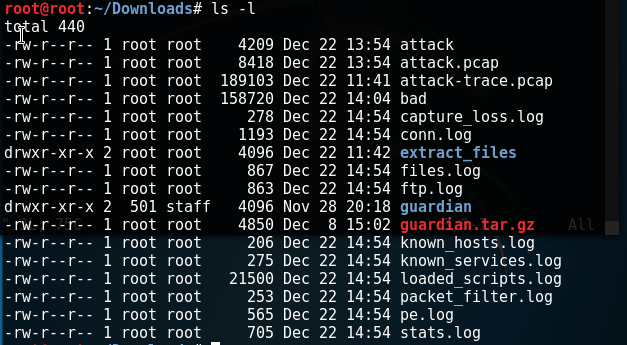 root@root:~/Downloads# ls -l
total 440
-rw-r--r-- 1 root root 4209 Dec 22 13:54 attack
-rw-r--r-- 1 root root 8418 Dec 22 13:54 attack.pcap
-rw-r--r-- 1 root root 189103 Dec 22 11:41 attack-trace.pcap
-rw-r--r-- 1 root root 158720 Dec 22 14:04 bad
-rw-r--r-- 1 root root 278 Dec 22 14:54 capture_loss.log
-rw-r--r-- 1 root root 1193 Dec 22 14:54 conn.log
drwxr-xr-x 2 root root 4096 Dec 22 11:42 extract_files
-rw-r--r-- 1 root root 867 Dec 22 14:54 files.log
-rw-r--r-- 1 root root 863 Dec 22 14:54 ftp.log
drwxr-xr-x 2 501 staff 4096 Nov 28 20:18 guardian
-rw-r--r-- 1 root root 4850 Dec 8 15:02 guardian.tar.gz All
-rw-r--r-- 1 root root 206 Dec 22 14:54 known_hosts.log
-rw-r--r-- 1 root root 275 Dec 22 14:54 known_services.log
-rw-r--r-- 1 root root 21500 Dec 22 14:54 loaded_scripts.log
-rw-r--r-- 1 root root 253 Dec 22 14:54 packet_filter.log
-rw-r--r-- 1 root root 565 Dec 22 14:54 pe.log
-rw-r--r-- 1 root root 705 Dec 22 14:54 stats.log